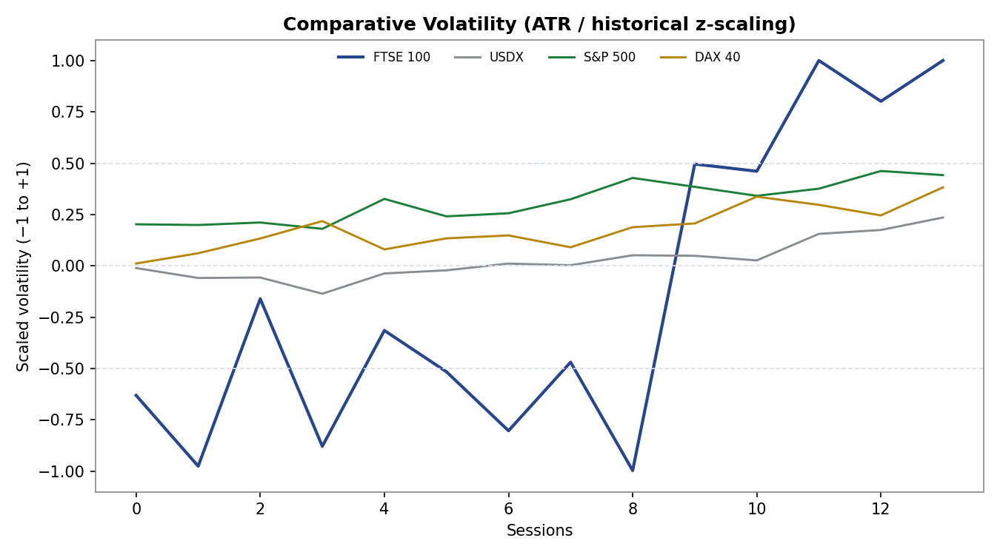 Comparative Volatility (ATR / historical z-scaling)
FTSE 100 USDX S&P 500 DAX 40
Scaled volatility (−1 to +1)
1.00
0.75
0.50
0.25
0.00
−0.25
−0.50
−0.75
−1.00
0 2 4 6 8 10 12
Sessions